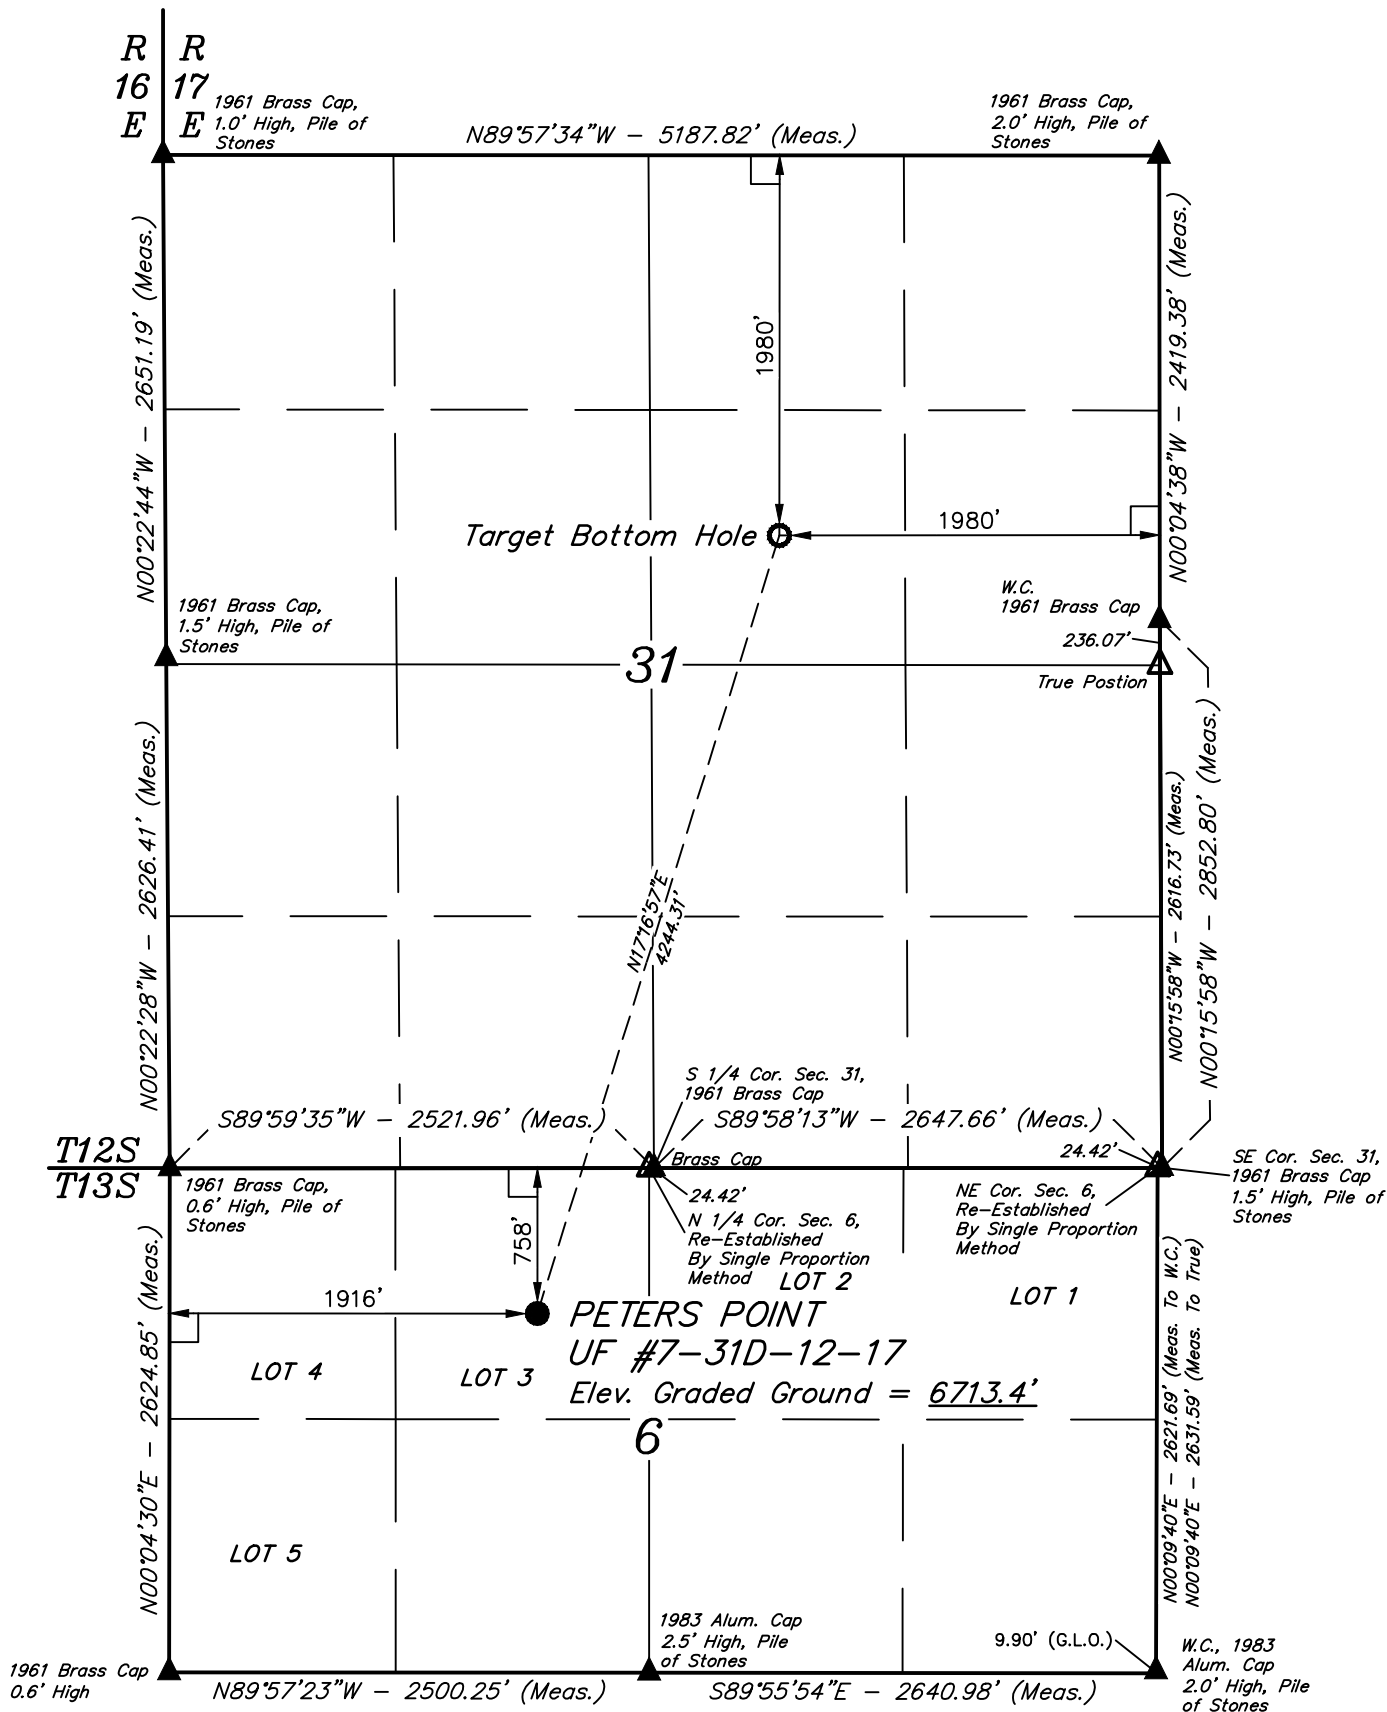 R R
16 17
E E
1961 Brass Cap,
1.0' High, Pile of
Stones
N89°57'34"W - 5187.82' (Meas.)
1961 Brass Cap,
2.0' High, Pile of
Stones
N00°22'44"W - 2651.19' (Meas.)
N00°04'38"W - 2419.38' (Meas.)
1980'
Target Bottom Hole
1980'
W.C.
1961 Brass Cap
236.07'
True Postion
1961 Brass Cap,
1.5' High, Pile of
Stones
31
N00°22'28"W - 2626.41' (Meas.)
N17°16'57"E
4244.31'
N00°15'58"W - 2616.73' (Meas.)
N00°15'58"W - 2852.80' (Meas.)
S 1/4 Cor. Sec. 31,
1961 Brass Cap
S89°59'35"W - 2521.96' (Meas.)
S89°58'13"W - 2647.66' (Meas.)
T12S
T13S
Brass Cap
24.42'
SE Cor. Sec. 31,
1961 Brass Cap
1.5' High, Pile of
Stones
1961 Brass Cap,
0.6' High, Pile of
Stones
24.42'
N 1/4 Cor. Sec. 6,
Re-Established
By Single Proportion
Method
NE Cor. Sec. 6,
Re-Established
By Single Proportion
Method
758'
LOT 2
LOT 1
1916'
PETERS POINT
UF #7-31D-12-17
Elev. Graded Ground = 6713.4'
LOT 4
LOT 3
6
N00°04'30"E - 2624.85' (Meas.)
N00°09'40"E - 2621.69' (Meas. To W.C.)
N00°09'40"E - 2631.59' (Meas. To True)
LOT 5
1983 Alum. Cap
2.5' High, Pile
of Stones
9.90' (G.L.O.)
W.C., 1983
Alum. Cap
2.0' High, Pile
of Stones
1961 Brass Cap
0.6' High
N89°57'23"W - 2500.25' (Meas.)
S89°55'54"E - 2640.98' (Meas.)